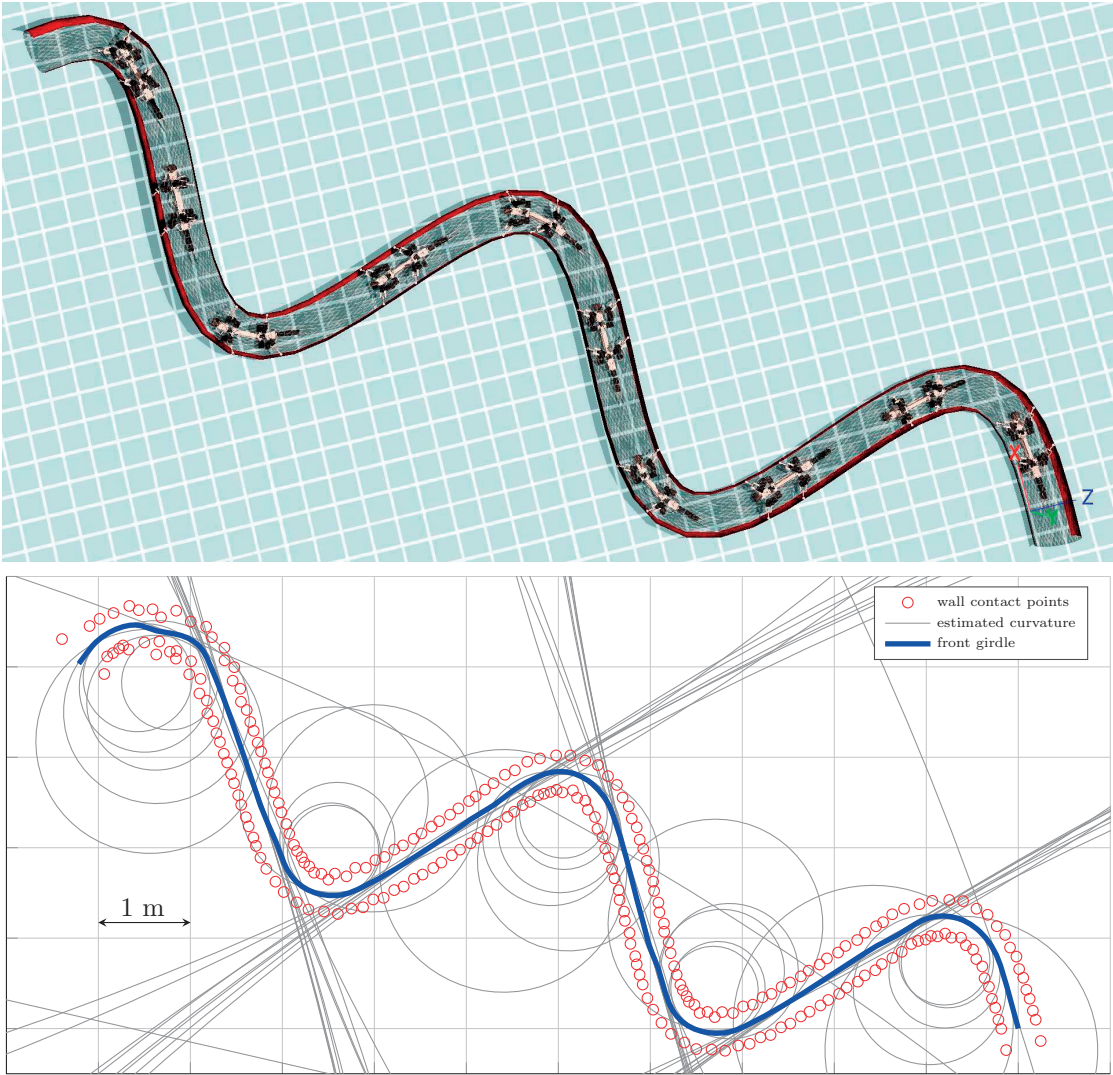 X
Z
Y
wall contact points
estimated curvature
front girdle
1 m